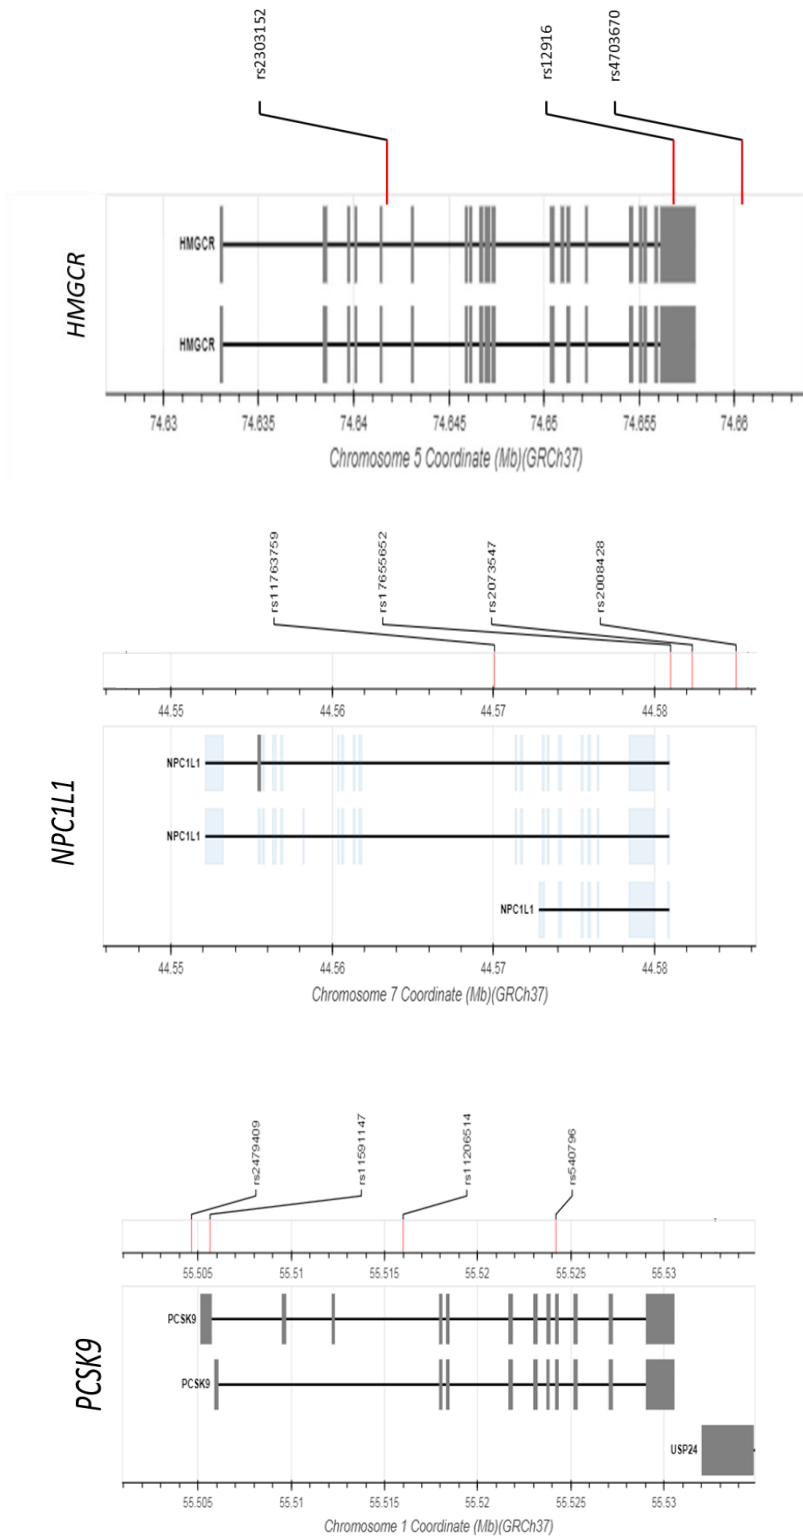 rs2303152
rs12916
rs4703670
HMGCR
HMGCR
HMGCR
74.63 74.635 74.64 74.645 74.65 74.655 74.66
Chromosome 5 Coordinate (Mb)(GRCh37)
rs11763759
rs17655652
rs2073547
rs2008428
44.55 44.56 44.57 44.58
NPC1L1
NPC1L1
NPC1L1
NPC1L1
44.55 44.56 44.57 44.58
Chromosome 7 Coordinate (Mb)(GRCh37)
rs2479409
rs11591147
rs11206514
rs540796
55.505 55.51 55.515 55.52 55.525 55.53
PCSK9
PCSK9
PCSK9
USP24
55.505 55.51 55.515 55.52 55.525 55.53
Chromosome 1 Coordinate (Mb)(GRCh37)